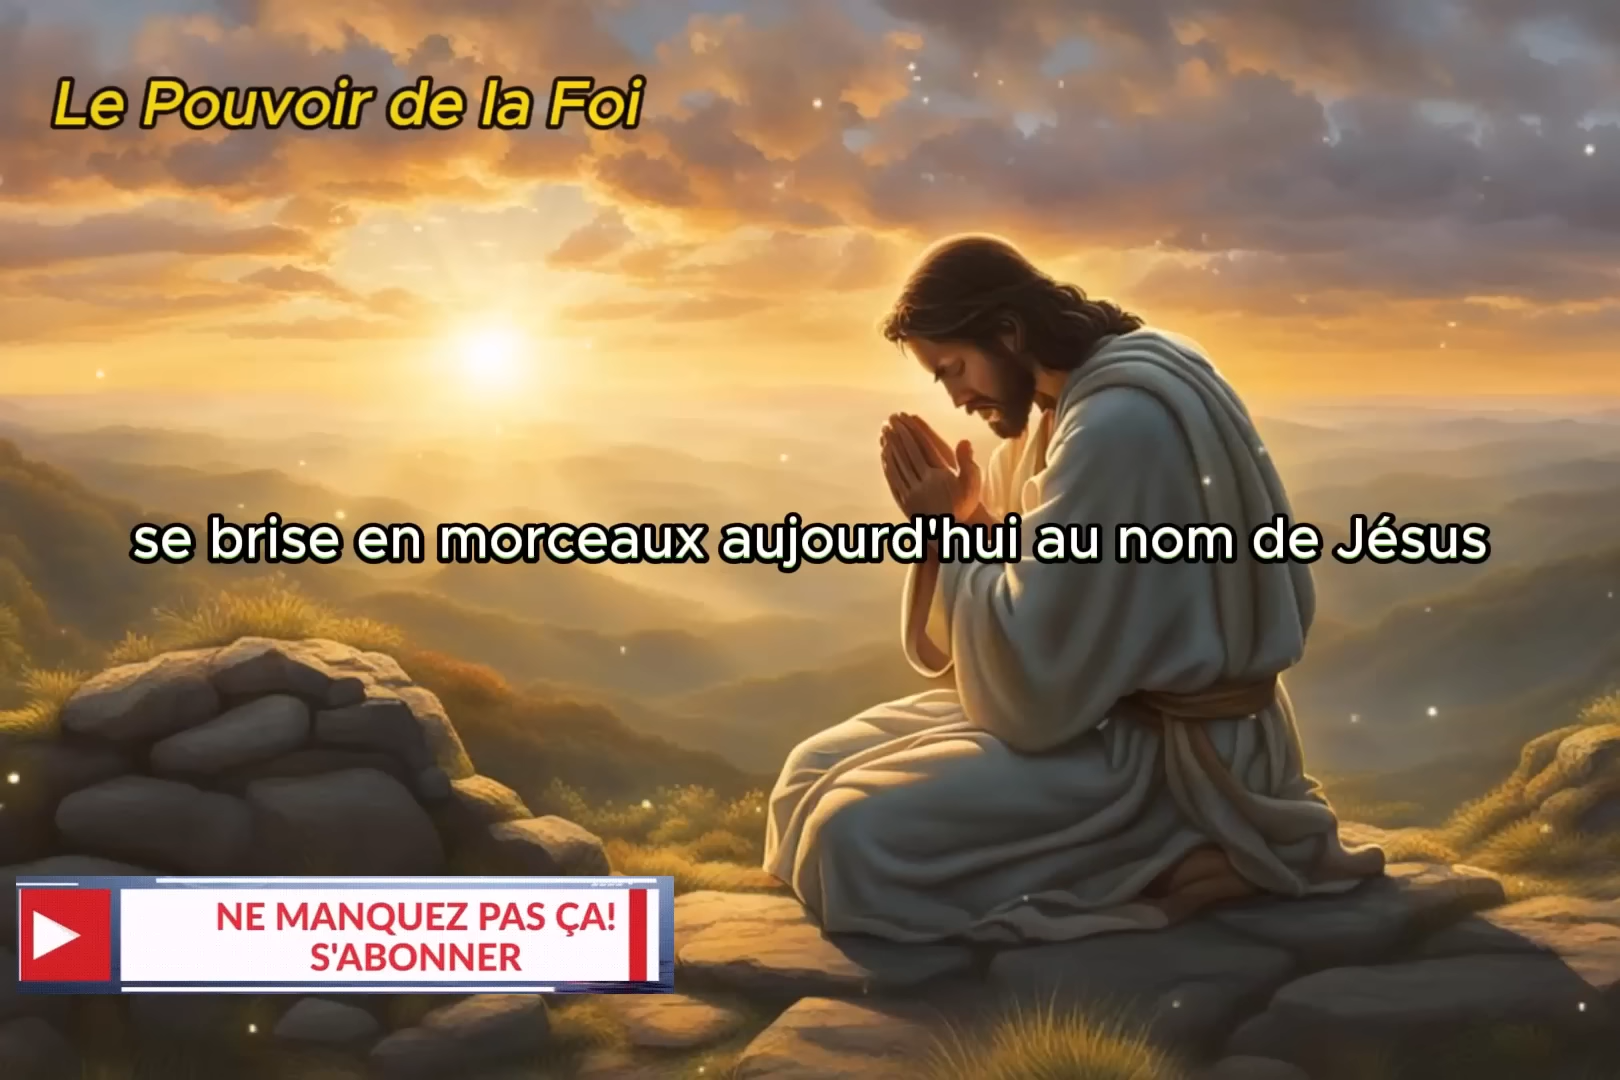 Le Pouvoir de la Foi
se brise en morceaux aujourd'hui au nom de Jésus
NE MANQUEZ PAS ÇA!
S'ABONNER